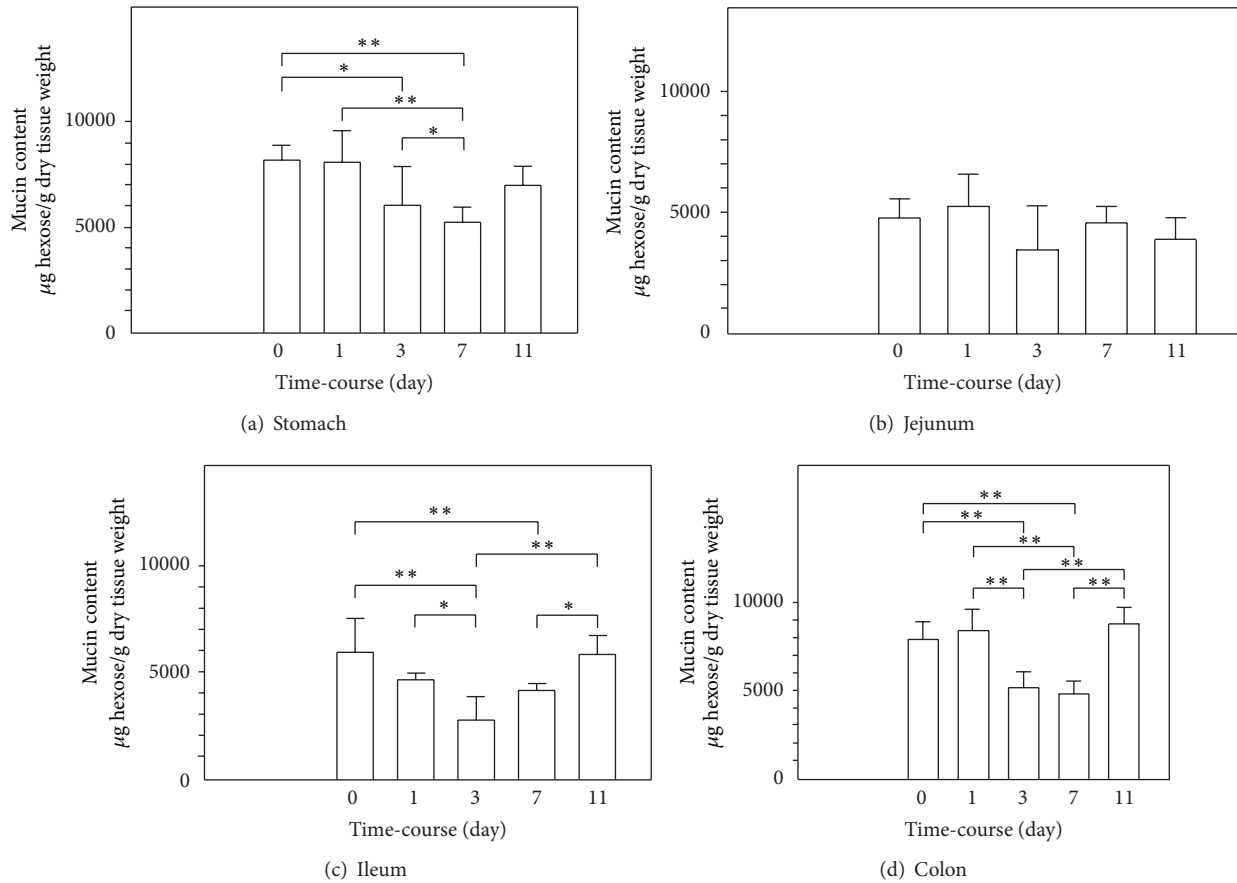 Mucin content
µg hexose/g dry tissue weight
10000
5000
0
**
*
**
*
0 1 3 7 11
Time-course (day)
(a) Stomach
Mucin content
µg hexose/g dry tissue weight
10000
5000
0
0 1 3 7 11
Time-course (day)
(b) Jejunum
Mucin content
µg hexose/g dry tissue weight
10000
5000
0
**
**
**
*
*
0 1 3 7 11
Time-course (day)
(c) Ileum
Mucin content
µg hexose/g dry tissue weight
10000
5000
0
**
**
**
**
**
**
0 1 3 7 11
Time-course (day)
(d) Colon